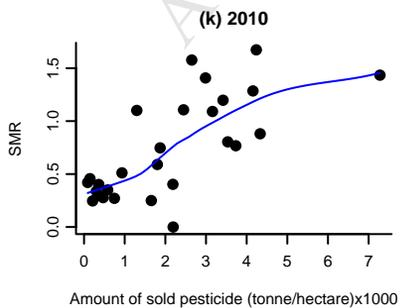 (k) 2010
SMR
0.0 0.5 1.0 1.5
0 1 2 3 4 5 6 7
Amount of sold pesticide (tonne/hectare)x1000